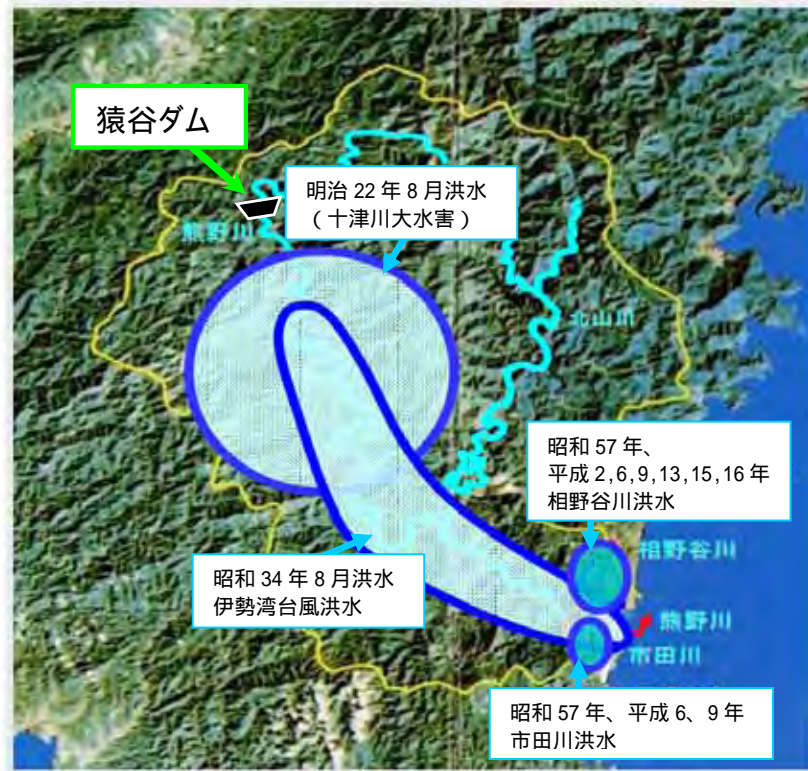 猿谷ダム
明治 22 年 8 月洪水
（十津川大水害）
熊野川
北山川
昭和 57 年、
平成 2,6,9,13,15,16 年
相野谷川洪水
相野谷川
昭和 34 年 8 月洪水
伊勢湾台風洪水
熊野川
市田川
昭和 57 年、平成 6、9 年
市田川洪水